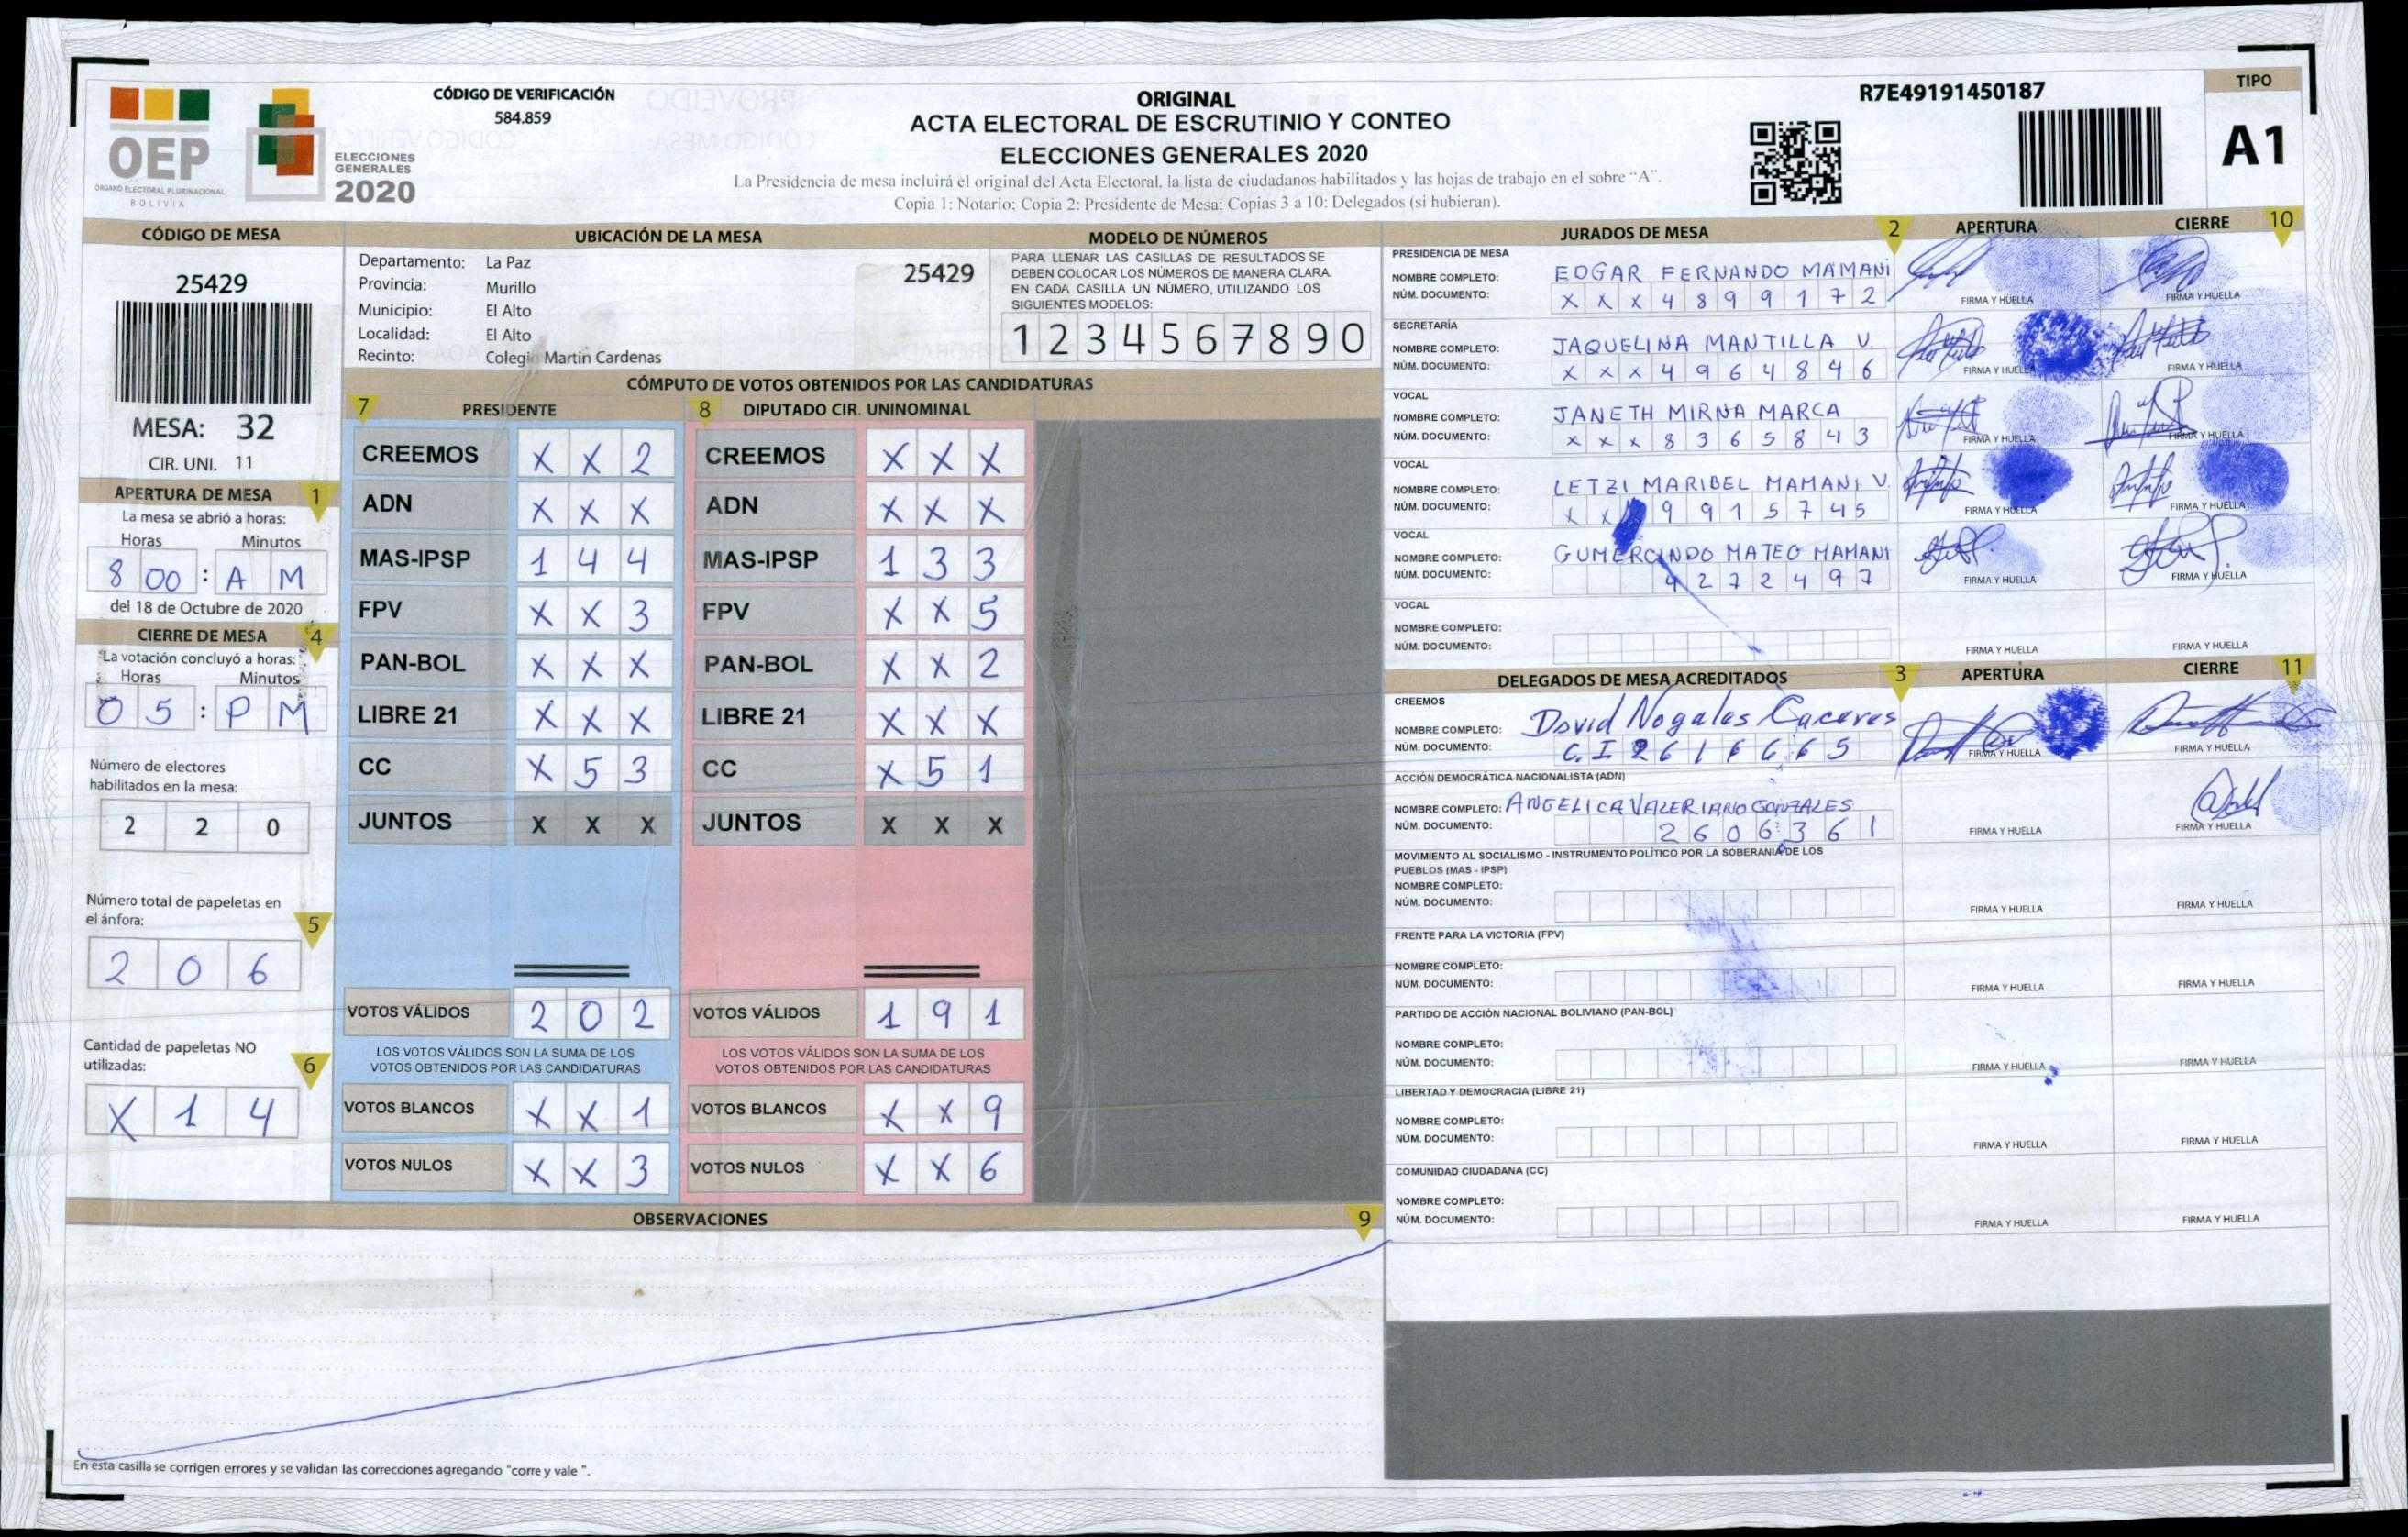 OEP
ÓRGANO ELECTORAL PLURINACIONAL
BOLIVIA
ELECCIONES
GENERALES
2020
CÓDIGO DE VERIFICACIÓN
584.859
ORIGINAL
ACTA ELECTORAL DE ESCRUTINIO Y CONTEO
ELECCIONES GENERALES 2020
La Presidencia de mesa incluirá el original del Acta Electoral, la lista de ciudadanos habilitados y las hojas de trabajo en el sobre "A".
Copia 1: Notario; Copia 2: Presidente de Mesa; Copias 3 a 10: Delegados (si hubieran).
R7E49191450187
TIPO
A1
CÓDIGO DE MESA
25429
MESA: 32
CIR. UNI. 11
APERTURA DE MESA 1
La mesa se abrió a horas:
Horas Minutos
8 00 : A M
del 18 de Octubre de 2020
CIERRE DE MESA 4
La votación concluyó a horas:
Horas Minutos
0 5 : P M
Número de electores
habilitados en la mesa:
2 2 0
Número total de papeletas en
el ánfora: 5
2 0 6
Cantidad de papeletas NO
utilizadas: 6
X 1 4
UBICACIÓN DE LA MESA
Departamento: La Paz
Provincia: Murillo
Municipio: El Alto
Localidad: El Alto
Recinto: Colegio Martin Cardenas
25429
MODELO DE NÚMEROS
PARA LLENAR LAS CASILLAS DE RESULTADOS SE
DEBEN COLOCAR LOS NÚMEROS DE MANERA CLARA.
EN CADA CASILLA UN NÚMERO, UTILIZANDO LOS
SIGUIENTES MODELOS:
1 2 3 4 5 6 7 8 9 0
CÓMPUTO DE VOTOS OBTENIDOS POR LAS CANDIDATURAS
7 PRESIDENTE 8 DIPUTADO CIR. UNINOMINAL
CREEMOS X X 2 CREEMOS X X X
ADN X X X ADN X X X
MAS-IPSP 1 4 4 MAS-IPSP 1 3 3
FPV X X 3 FPV X X 5
PAN-BOL X X X PAN-BOL X X 2
LIBRE 21 X X X LIBRE 21 X X X
CC X 5 3 CC X 5 1
JUNTOS X X X JUNTOS X X X
VOTOS VÁLIDOS 2 0 2 VOTOS VÁLIDOS 1 9 1
LOS VOTOS VÁLIDOS SON LA SUMA DE LOS LOS VOTOS VÁLIDOS SON LA SUMA DE LOS
VOTOS OBTENIDOS POR LAS CANDIDATURAS VOTOS OBTENIDOS POR LAS CANDIDATURAS
VOTOS BLANCOS X X 1 VOTOS BLANCOS X X 9
VOTOS NULOS X X 3 VOTOS NULOS X X 6
OBSERVACIONES 9
En esta casilla se corrigen errores y se validan las correcciones agregando "corre y vale ".
JURADOS DE MESA 2 APERTURA CIERRE 10
PRESIDENCIA DE MESA
NOMBRE COMPLETO: EDGAR FERNANDO MAMANI
NÚM. DOCUMENTO: X X X 4 8 9 9 1 7 2 FIRMA Y HUELLA FIRMA Y HUELLA
SECRETARÍA
NOMBRE COMPLETO: JAQUELINA MANTILLA V
NÚM. DOCUMENTO: X X X 4 9 6 4 8 4 6 FIRMA Y HUELLA FIRMA Y HUELLA
VOCAL
NOMBRE COMPLETO: JANETH MIRNA MARCA
NÚM. DOCUMENTO: X X X 8 3 6 5 8 4 3 FIRMA Y HUELLA FIRMA Y HUELLA
VOCAL
NOMBRE COMPLETO: LETZI MARIBEL MAMANI V.
NÚM. DOCUMENTO: X X 9 9 1 5 7 4 5 FIRMA Y HUELLA FIRMA Y HUELLA
VOCAL
NOMBRE COMPLETO: GUMERCINDO MATEO MAMANI
NÚM. DOCUMENTO: 4 2 7 2 4 9 7 FIRMA Y HUELLA FIRMA Y HUELLA
VOCAL
NOMBRE COMPLETO:
NÚM. DOCUMENTO: FIRMA Y HUELLA FIRMA Y HUELLA
DELEGADOS DE MESA ACREDITADOS 3 APERTURA CIERRE 11
CREEMOS
NOMBRE COMPLETO: David Nogales Caceres
NÚM. DOCUMENTO: C. I 2 6 1 6 6 6 5 FIRMA Y HUELLA FIRMA Y HUELLA
ACCIÓN DEMOCRÁTICA NACIONALISTA (ADN)
NOMBRE COMPLETO: ANGELICA VALERIANO GONZALES
NÚM. DOCUMENTO: 2 6 0 6 3 6 1 FIRMA Y HUELLA FIRMA Y HUELLA
MOVIMIENTO AL SOCIALISMO - INSTRUMENTO POLÍTICO POR LA SOBERANÍA DE LOS
PUEBLOS (MAS - IPSP)
NOMBRE COMPLETO:
NÚM. DOCUMENTO: FIRMA Y HUELLA FIRMA Y HUELLA
FRENTE PARA LA VICTORIA (FPV)
NOMBRE COMPLETO:
NÚM. DOCUMENTO: FIRMA Y HUELLA FIRMA Y HUELLA
PARTIDO DE ACCIÓN NACIONAL BOLIVIANO (PAN-BOL)
NOMBRE COMPLETO:
NÚM. DOCUMENTO: FIRMA Y HUELLA FIRMA Y HUELLA
LIBERTAD Y DEMOCRACIA (LIBRE 21)
NOMBRE COMPLETO:
NÚM. DOCUMENTO: FIRMA Y HUELLA FIRMA Y HUELLA
COMUNIDAD CIUDADANA (CC)
NOMBRE COMPLETO:
NÚM. DOCUMENTO: FIRMA Y HUELLA FIRMA Y HUELLA